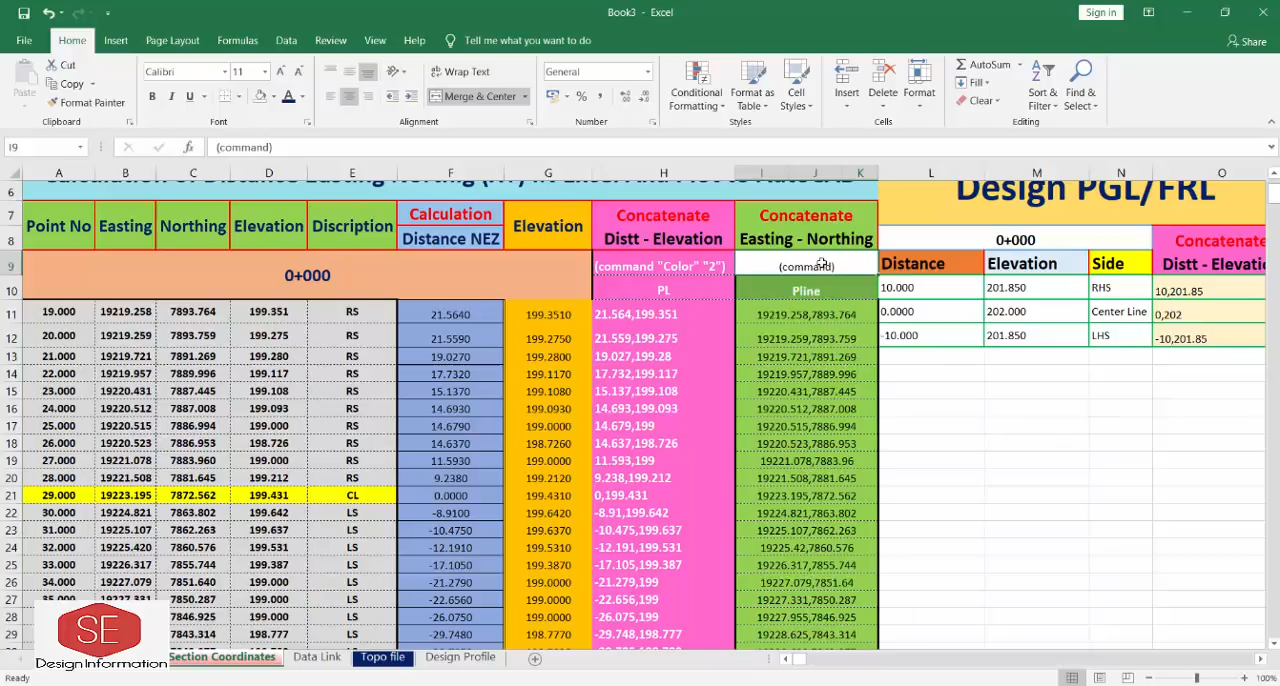 Book3 - Excel
Sign in
File Home Insert Page Layout Formulas Data Review View Help Tell me what you want to do Share
Paste Cut Copy Format Painter Clipboard
Calibri 11 A A B I U A Font
Wrap Text Merge & Center Alignment
General % , Number
Conditional Formatting Format as Table Cell Styles Styles
Insert Delete Format Cells
AutoSum Fill Clear Sort & Filter Find & Select Editing
I9 fx (command)
A B C D E F G H I J K L M N O
6 Design PGL/FRL
7 Point No Easting Northing Elevation Discription Calculation Elevation Concatenate Concatenate
8 Distance NEZ Distt - Elevation Easting - Northing 0+000 Concatenate
9 0+000 (command "Color" "2") (command) Distance Elevation Side Distt - Elevati
10 PL Pline 10.000 201.850 RHS 10,201.85
11 19.000 19219.258 7893.764 199.351 RS 21.5640 199.3510 21.564,199.351 19219.258,7893.764 0.0000 202.000 Center Line 0,202
12 20.000 19219.259 7893.759 199.275 RS 21.5590 199.2750 21.559,199.275 19219.259,7893.759 -10.000 201.850 LHS -10,201.85
13 21.000 19219.721 7891.269 199.280 RS 19.0270 199.2800 19.027,199.28 19219.721,7891.269
14 22.000 19219.957 7889.996 199.117 RS 17.7320 199.1170 17.732,199.117 19219.957,7889.996
15 23.000 19220.431 7887.445 199.108 RS 15.1370 199.1080 15.137,199.108 19220.431,7887.445
16 24.000 19220.512 7887.008 199.093 RS 14.6930 199.0930 14.693,199.093 19220.512,7887.008
17 25.000 19220.515 7886.994 199.000 RS 14.6790 199.0000 14.679,199 19220.515,7886.994
18 26.000 19220.523 7886.953 198.726 RS 14.6370 198.7260 14.637,198.726 19220.523,7886.953
19 27.000 19221.078 7883.960 199.000 RS 11.5930 199.0000 11.593,199 19221.078,7883.96
20 28.000 19221.508 7881.645 199.212 RS 9.2380 199.2120 9.238,199.212 19221.508,7881.645
21 29.000 19223.195 7872.562 199.431 CL 0.0000 199.4310 0,199.431 19223.195,7872.562
22 30.000 19224.821 7863.802 199.642 LS -8.9100 199.6420 -8.91,199.642 19224.821,7863.802
23 31.000 19225.107 7862.263 199.637 LS -10.4750 199.6370 -10.475,199.637 19225.107,7862.263
24 32.000 19225.420 7860.576 199.531 LS -12.1910 199.5310 -12.191,199.531 19225.42,7860.576
25 33.000 19226.317 7855.744 199.387 LS -17.1050 199.3870 -17.105,199.387 19226.317,7855.744
26 34.000 19227.079 7851.640 199.000 LS -21.2790 199.0000 -21.279,199 19227.079,7851.64
27 7850.287 199.000 LS -22.6560 199.0000 -22.656,199 19227.331,7850.287
28 7846.925 199.000 LS -26.0750 199.0000 -26.075,199 19227.955,7846.925
29 7843.314 198.777 LS -29.7480 198.7770 -29.748,198.777 19228.625,7843.314
SE
Design Information
Section Coordinates Data Link Topo file Design Profile
Ready 100%